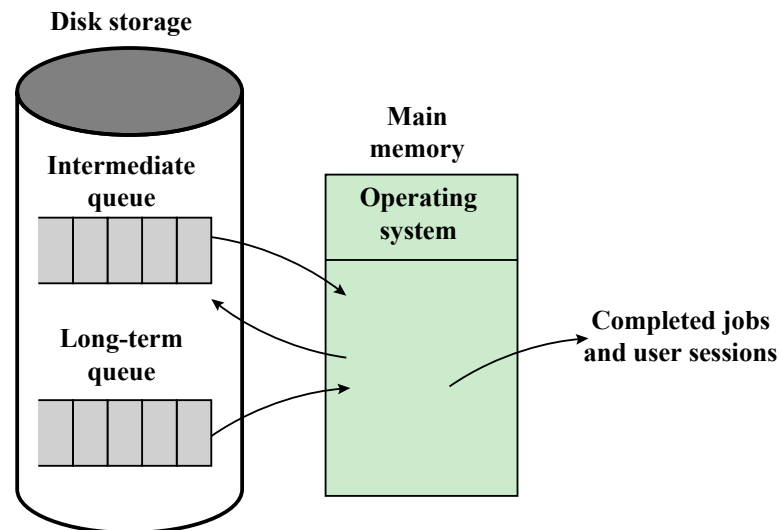 Disk storage
Intermediate
queue
Long-term
queue
Main
memory
Operating
system
Completed jobs
and user sessions